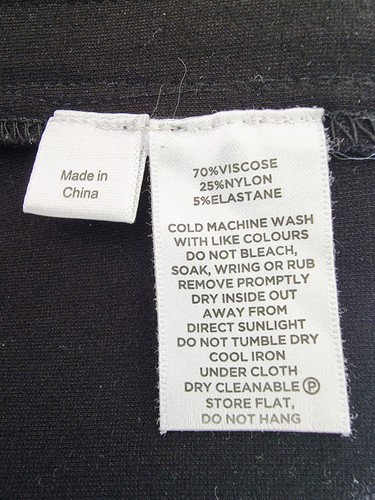 Made in
China
70%VISCOSE
25%NYLON
5%ELASTANE
COLD MACHINE WASH
WITH LIKE COLOURS
DO NOT BLEACH,
SOAK, WRING OR RUB
REMOVE PROMPTLY
DRY INSIDE OUT
AWAY FROM
DIRECT SUNLIGHT
DO NOT TUMBLE DRY
COOL IRON
UNDER CLOTH
DRY CLEANABLE Ⓟ
STORE FLAT,
DO NOT HANG